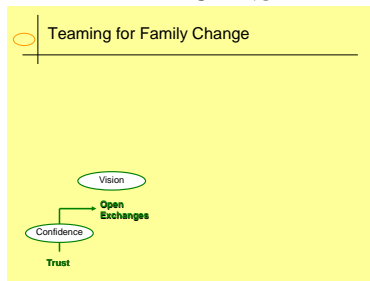 Teaming for Family Change
Vision
Open
Exchanges
Confidence
Trust